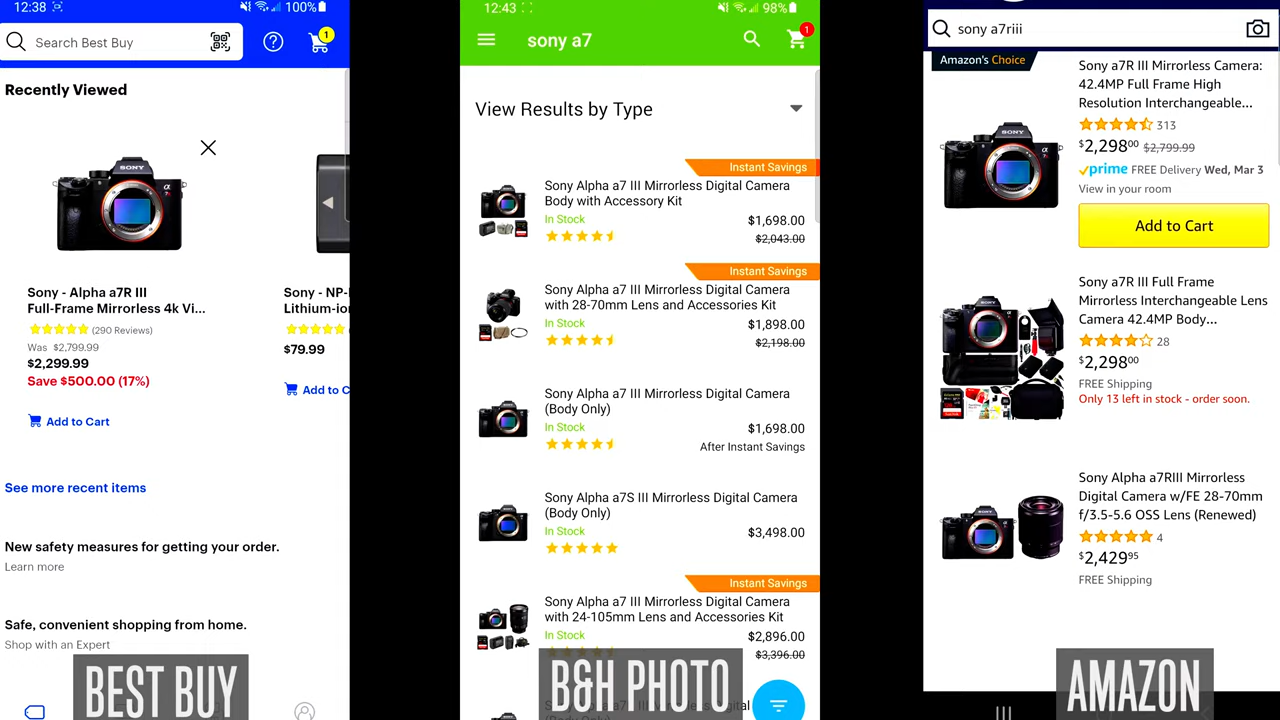 12:38
100%
Search Best Buy
1
Recently Viewed
SONY
Sony - Alpha a7R III
Full-Frame Mirrorless 4k Vi...
(290 Reviews)
Was $2,799.99
$2,299.99
Save $500.00 (17%)
Add to Cart
Sony - NP-
Lithium-ion
$79.99
Add to C
See more recent items
New safety measures for getting your order.
Learn more
Safe, convenient shopping from home.
Shop with an Expert
BEST BUY
12:43
98%
sony a7
1
View Results by Type
Instant Savings
Sony Alpha a7 III Mirrorless Digital Camera
Body with Accessory Kit
In Stock
$1,698.00
$2,043.00
Instant Savings
Sony Alpha a7 III Mirrorless Digital Camera
with 28-70mm Lens and Accessories Kit
In Stock
$1,898.00
$2,198.00
Sony Alpha a7 III Mirrorless Digital Camera
(Body Only)
In Stock
$1,698.00
After Instant Savings
Sony Alpha a7S III Mirrorless Digital Camera
(Body Only)
In Stock
$3,498.00
Instant Savings
Sony Alpha a7 III Mirrorless Digital Camera
with 24-105mm Lens and Accessories Kit
In Stock
$2,896.00
$3,396.00
B&H PHOTO
sony a7riii
Amazon's Choice
SONY
Sony a7R III Mirrorless Camera:
42.4MP Full Frame High
Resolution Interchangeable...
313
$2,29800 $2,799.99
prime FREE Delivery Wed, Mar 3
View in your room
Add to Cart
Sony a7R III Full Frame
Mirrorless Interchangeable Lens
Camera 42.4MP Body...
28
$2,29800
FREE Shipping
Only 13 left in stock - order soon.
Sony Alpha a7RIII Mirrorless
Digital Camera w/FE 28-70mm
f/3.5-5.6 OSS Lens (Renewed)
4
$2,42995
FREE Shipping
AMAZON